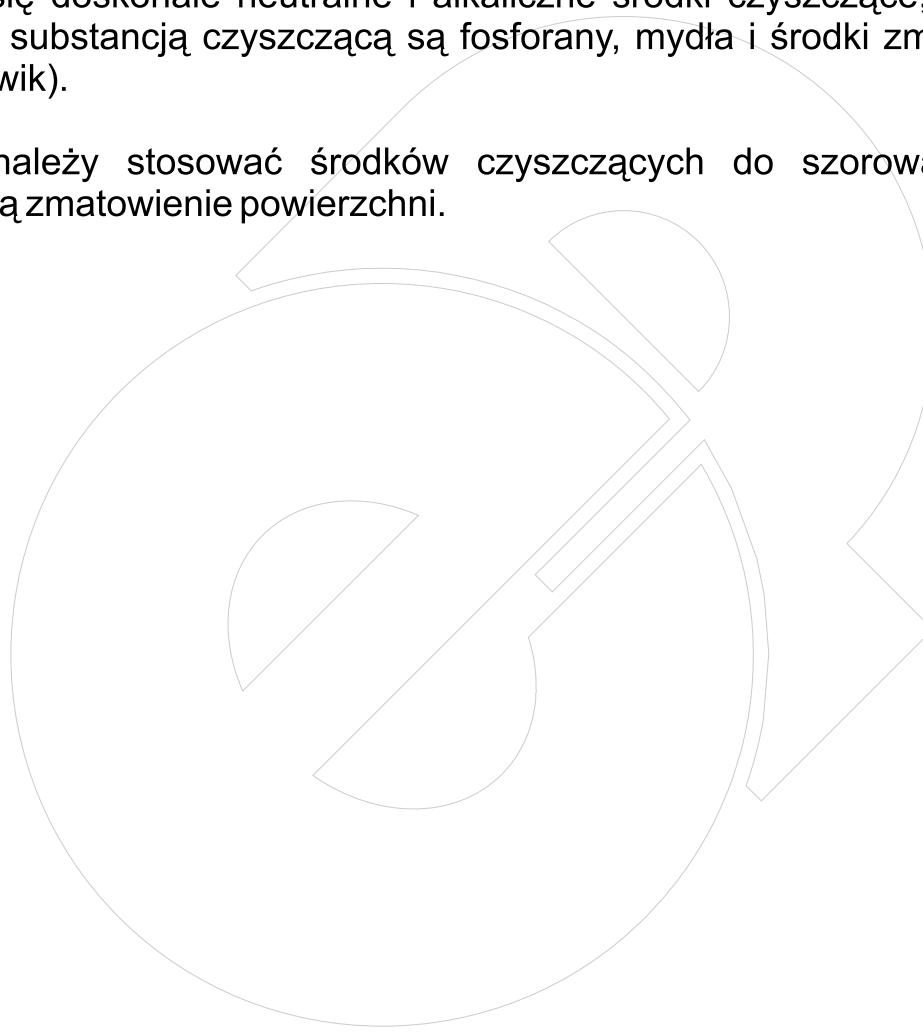 się doskonale neutralne i alkaliczne środki czyszczące,
substancją czyszczącą są fosforany, mydła i środki zm
wik).
należy stosować środków czyszczących do szorowa
ą zmatowienie powierzchni.